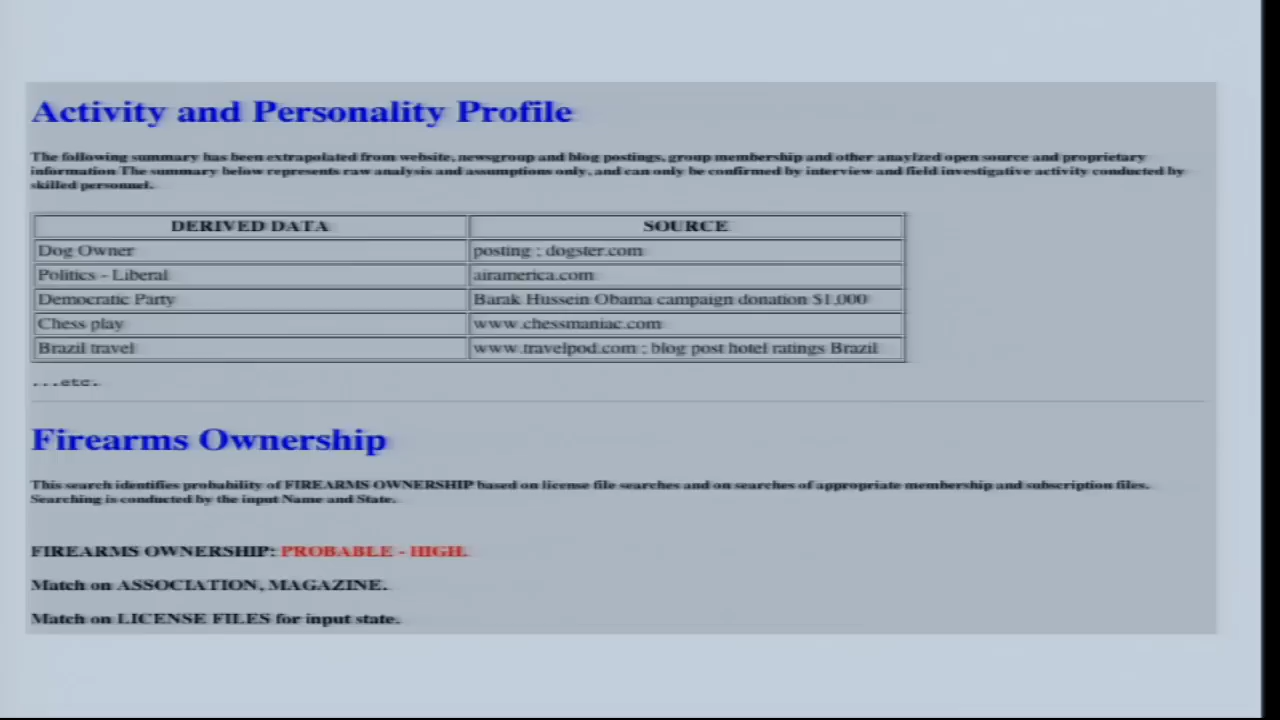 Activity and Personality Profile
The following summary has been extrapolated from website, newsgroup and blog postings, group membership and other anaylzed open source and proprietary
information The summary below represents raw analysis and assumptions only, and can only be confirmed by interview and field investigative activity conducted by
skilled personnel.
DERIVED DATA SOURCE
Dog Owner posting : dogster.com
Politics - Liberal airamerica.com
Democratic Party Barak Hussein Obama campaign donation $1,000
Chess play www.chessmaniac.com
Brazil travel www.travelpod.com : blog post hotel ratings Brazil
...etc.
Firearms Ownership
This search identifies probability of FIREARMS OWNERSHIP based on license file searches and on searches of appropriate membership and subscription files.
Searching is conducted by the input Name and State.
FIREARMS OWNERSHIP: PROBABLE - HIGH.
Match on ASSOCIATION, MAGAZINE.
Match on LICENSE FILES for input state.